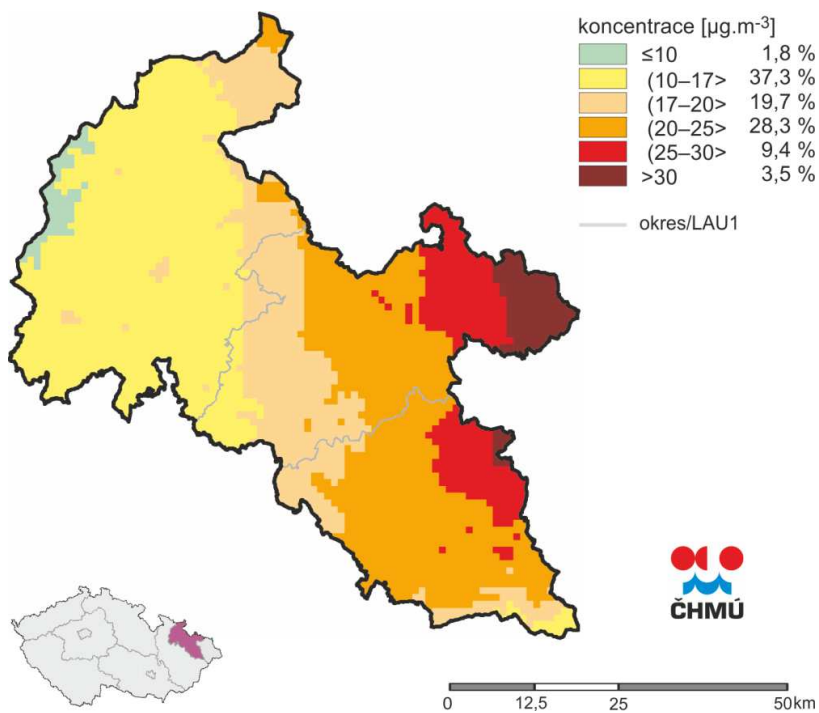 koncentrace [µg.m-3]
≤10 1,8 %
(10–17> 37,3 %
(17–20> 19,7 %
(20–25> 28,3 %
(25–30> 9,4 %
>30 3,5 %
okres/LAU1
ČHMÚ
0 12,5 25 50km